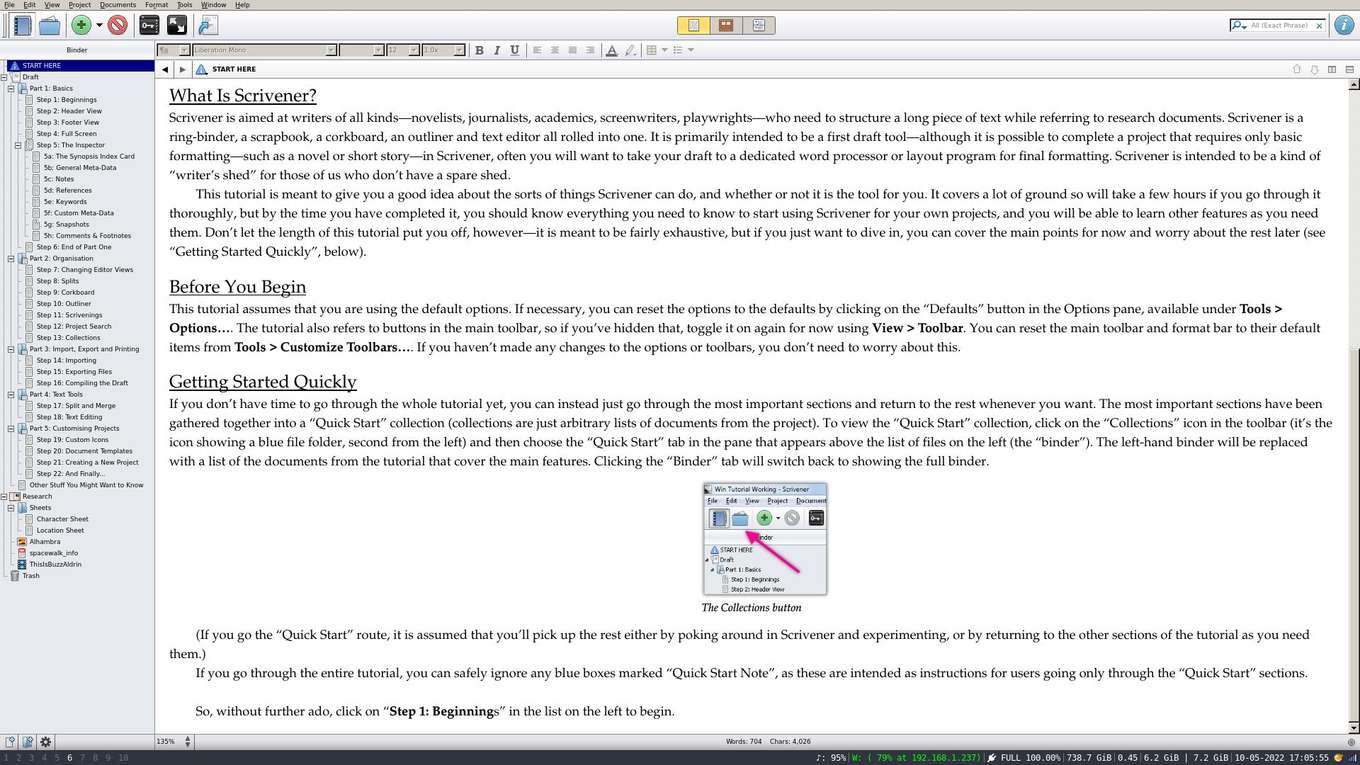 File Edit View Project Documents Format Tools Window Help
All (Exact Phrase)
Binder
Liberation Mono 12 1.0x B I U A
START HERE
START HERE
Draft
Part 1: Basics
Step 1: Beginnings
Step 2: Header View
Step 3: Footer View
Step 4: Full Screen
Step 5: The Inspector
5a: The Synopsis Index Card
5b: General Meta-Data
5c: Notes
5d: References
5e: Keywords
5f: Custom Meta-Data
5g: Snapshots
5h: Comments & Footnotes
Step 6: End of Part One
Part 2: Organisation
Step 7: Changing Editor Views
Step 8: Splits
Step 9: Corkboard
Step 10: Outliner
Step 11: Scrivenings
Step 12: Project Search
Step 13: Collections
Part 3: Import, Export and Printing
Step 14: Importing
Step 15: Exporting Files
Step 16: Compiling the Draft
Part 4: Text Tools
Step 17: Split and Merge
Step 18: Text Editing
Part 5: Customising Projects
Step 19: Custom Icons
Step 20: Document Templates
Step 21: Creating a New Project
Step 22: And Finally...
Other Stuff You Might Want to Know
Research
Sheets
Character Sheet
Location Sheet
Alhambra
spacewalk_info
ThisIsBuzzAldrin
Trash
What Is Scrivener?
Scrivener is aimed at writers of all kinds—novelists, journalists, academics, screenwriters, playwrights—who need to structure a long piece of text while referring to research documents. Scrivener is a
ring-binder, a scrapbook, a corkboard, an outliner and text editor all rolled into one. It is primarily intended to be a first draft tool—although it is possible to complete a project that requires only basic
formatting—such as a novel or short story—in Scrivener, often you will want to take your draft to a dedicated word processor or layout program for final formatting. Scrivener is intended to be a kind of
“writer’s shed” for those of us who don’t have a spare shed.
This tutorial is meant to give you a good idea about the sorts of things Scrivener can do, and whether or not it is the tool for you. It covers a lot of ground so will take a few hours if you go through it
thoroughly, but by the time you have completed it, you should know everything you need to know to start using Scrivener for your own projects, and you will be able to learn other features as you need
them. Don’t let the length of this tutorial put you off, however—it is meant to be fairly exhaustive, but if you just want to dive in, you can cover the main points for now and worry about the rest later (see
“Getting Started Quickly”, below).
Before You Begin
This tutorial assumes that you are using the default options. If necessary, you can reset the options to the defaults by clicking on the “Defaults” button in the Options pane, available under Tools >
Options…. The tutorial also refers to buttons in the main toolbar, so if you’ve hidden that, toggle it on again for now using View > Toolbar. You can reset the main toolbar and format bar to their default
items from Tools > Customize Toolbars…. If you haven’t made any changes to the options or toolbars, you don’t need to worry about this.
Getting Started Quickly
If you don’t have time to go through the whole tutorial yet, you can instead just go through the most important sections and return to the rest whenever you want. The most important sections have been
gathered together into a “Quick Start” collection (collections are just arbitrary lists of documents from the project). To view the “Quick Start” collection, click on the “Collections” icon in the toolbar (it’s the
icon showing a blue file folder, second from the left) and then choose the “Quick Start” tab in the pane that appears above the list of files on the left (the “binder”). The left-hand binder will be replaced
with a list of the documents from the tutorial that cover the main features. Clicking the “Binder” tab will switch back to showing the full binder.
Win Tutorial Working - Scrivener
File Edit View Project Document
inder
START HERE
Draft
Part 1: Basics
Step 1: Beginnings
Step 2: Header View
The Collections button
(If you go the “Quick Start” route, it is assumed that you’ll pick up the rest either by poking around in Scrivener and experimenting, or by returning to the other sections of the tutorial as you need
them.)
If you go through the entire tutorial, you can safely ignore any blue boxes marked “Quick Start Note”, as these are intended as instructions for users going only through the “Quick Start” sections.
So, without further ado, click on “Step 1: Beginnings” in the list on the left to begin.
135% Words: 704 Chars: 4,026
1 2 3 4 5 6 7 8 9 10 ♪: 95% W: ( 79% at 192.168.1.237) FULL 100.00% 738.7 GiB 0.45 6.2 GiB | 7.2 GiB 10-05-2022 17:05:55